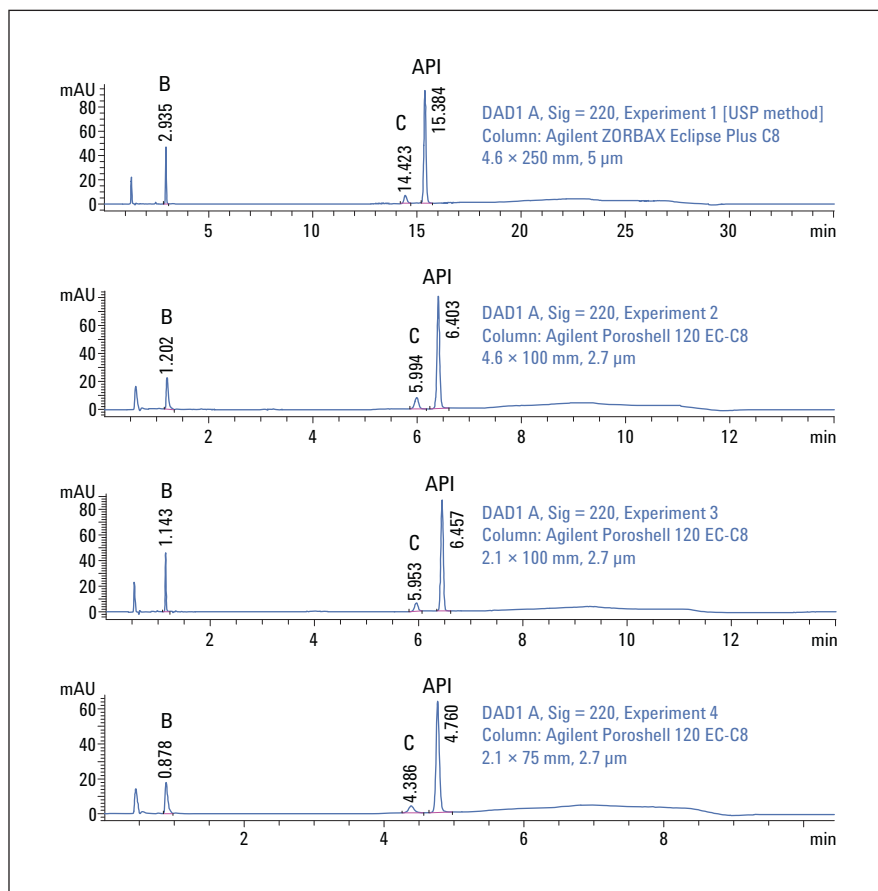 mAU
80
60
40
20
0
B
2.935
C
14.423
API
15.384
DAD1 A, Sig = 220, Experiment 1 [USP method]
Column: Agilent ZORBAX Eclipse Plus C8
4.6 × 250 mm, 5 µm
5 10 15 20 25 30 min
mAU
80
60
40
20
0
B
1.202
C
5.994
API
6.403
DAD1 A, Sig = 220, Experiment 2
Column: Agilent Poroshell 120 EC-C8
4.6 × 100 mm, 2.7 µm
2 4 6 8 10 12 min
mAU
80
60
40
20
0
B
1.143
C
5.953
API
6.457
DAD1 A, Sig = 220, Experiment 3
Column: Agilent Poroshell 120 EC-C8
2.1 × 100 mm, 2.7 µm
2 4 6 8 10 12 min
mAU
60
40
20
0
B
0.878
C
4.386
API
4.760
DAD1 A, Sig = 220, Experiment 4
Column: Agilent Poroshell 120 EC-C8
2.1 × 75 mm, 2.7 µm
2 4 6 8 min